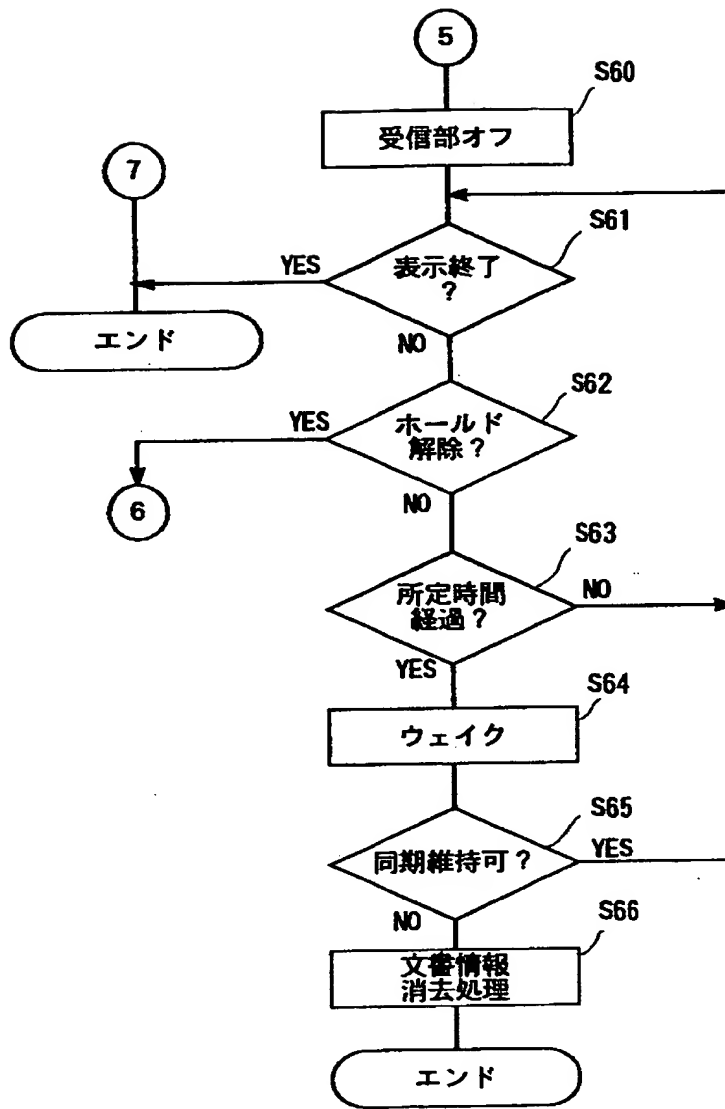 5
S60
受信部オフ
7
S61
YES
表示終了
?
エンド
NO
S62
YES
ホールド
解除?
6
NO
S63
所定時間
経過?
NO
YES
S64
ウェイク
S65
同期維持可?
YES
NO
S66
文書情報
消去処理
エンド